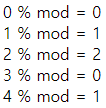 0 % mod = 0
1 % mod = 1
2 % mod = 2
3 % mod = 0
4 % mod = 1